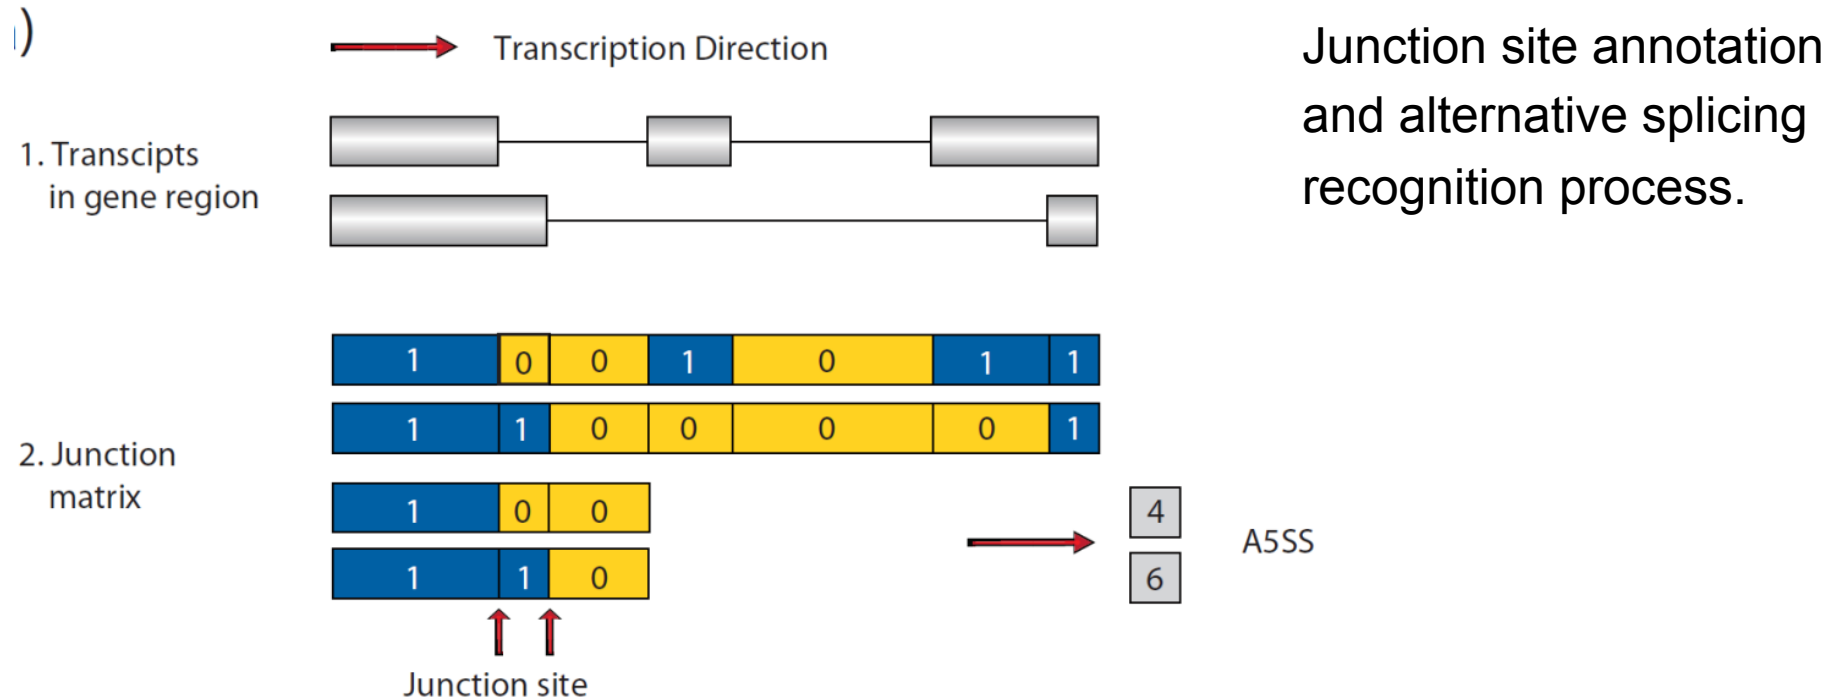 )
Transcription Direction
Junction site annotation
and alternative splicing
recognition process.
1. Transcipts
in gene region
1 0 0 1 0 1 1
1 1 0 0 0 0 1
2. Junction
matrix
1 0 0
1 1 0
4
6
A5SS
Junction site